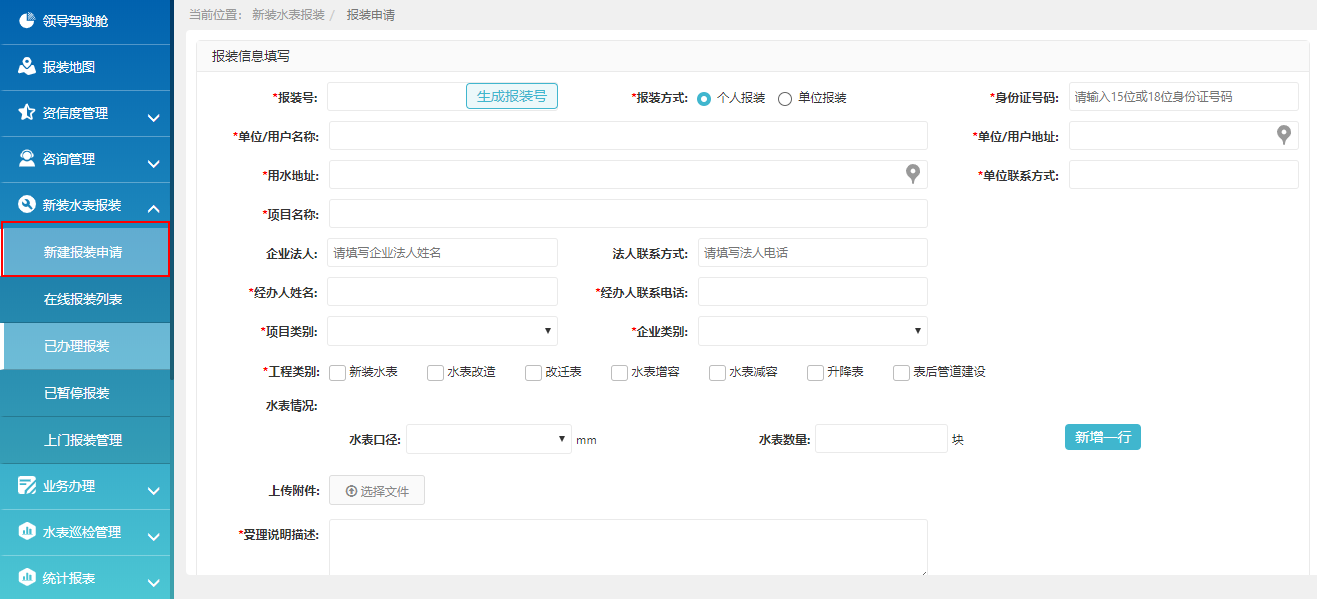 领导驾驶舱
报装地图
资信度管理
咨询管理
新装水表报装
新建报装申请
在线报装列表
已办理报装
已暂停报装
上门报装管理
业务办理
水表巡检管理
统计报表
当前位置： 新装水表报装 / 报装申请
报装信息填写
*报装号: 生成报装号 *报装方式: 个人报装 单位报装 *身份证号码: 请输入15位或18位身份证号码
*单位/用户名称: *单位/用户地址:
*用水地址: *单位联系方式:
*项目名称:
企业法人: 请填写企业法人姓名 法人联系方式: 请填写法人电话
*经办人姓名: *经办人联系电话:
*项目类别: *企业类别:
*工程类别: 新装水表 水表改造 改迁表 水表增容 水表减容 升降表 表后管道建设
水表情况:
水表口径: mm 水表数量: 块 新增一行
上传附件: 选择文件
*受理说明描述: